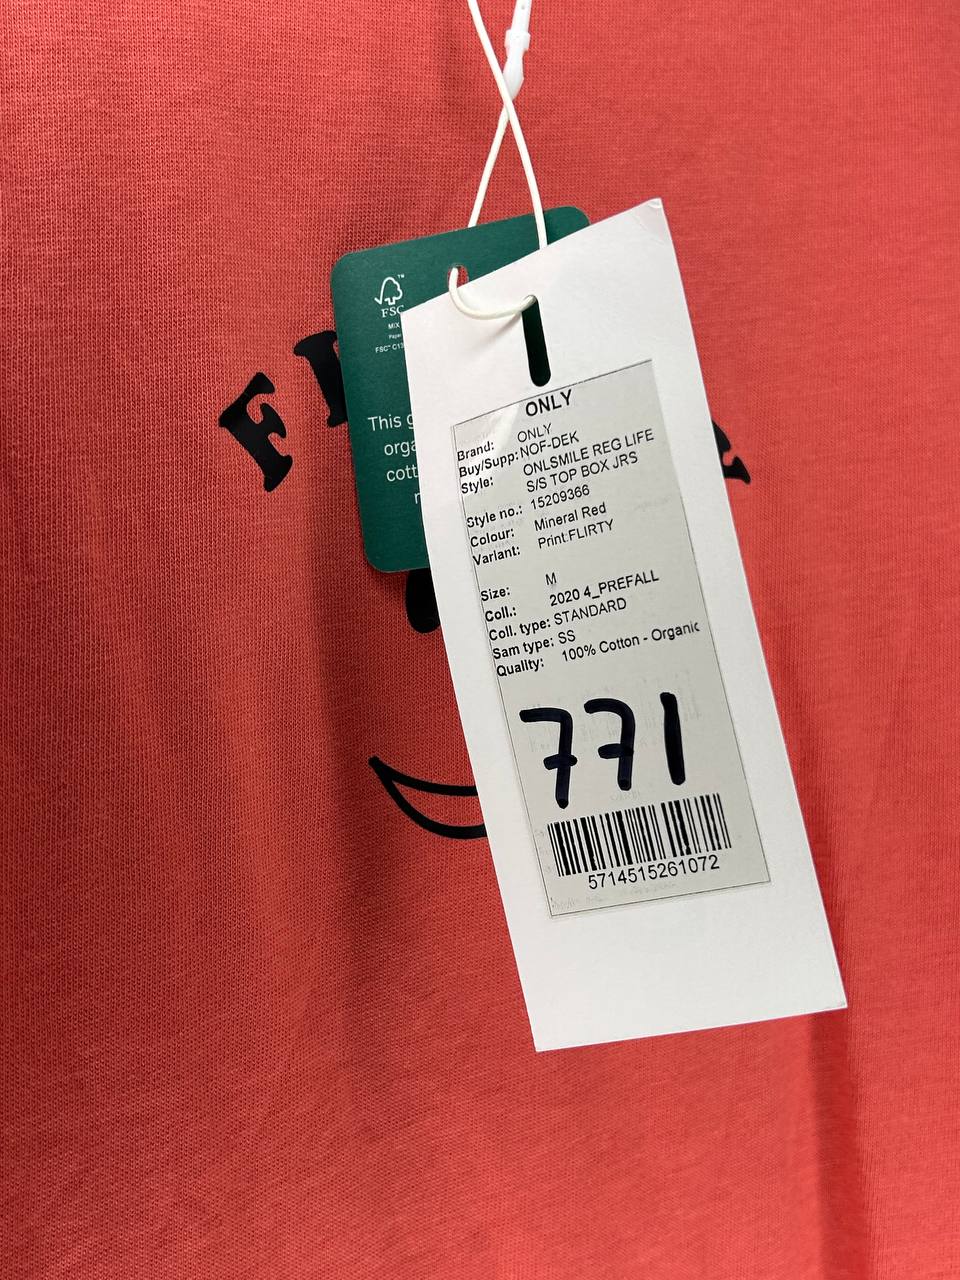 F
FSC
MIX
Paper
This
cott
ONLY
Brand: ONLY
Buy/Supp: NOF-DEK
Style: ONLSMILE REG LIFE
S/S TOP BOX JRS
Style no.: 15209366
Colour: Mineral Red
Variant: Print:FLIRTY
Size: M
Coll.: 2020 4_PREFALL
Coll. type: STANDARD
Sam type: SS
Quality: 100% Cotton - Organic
771
5714515261072